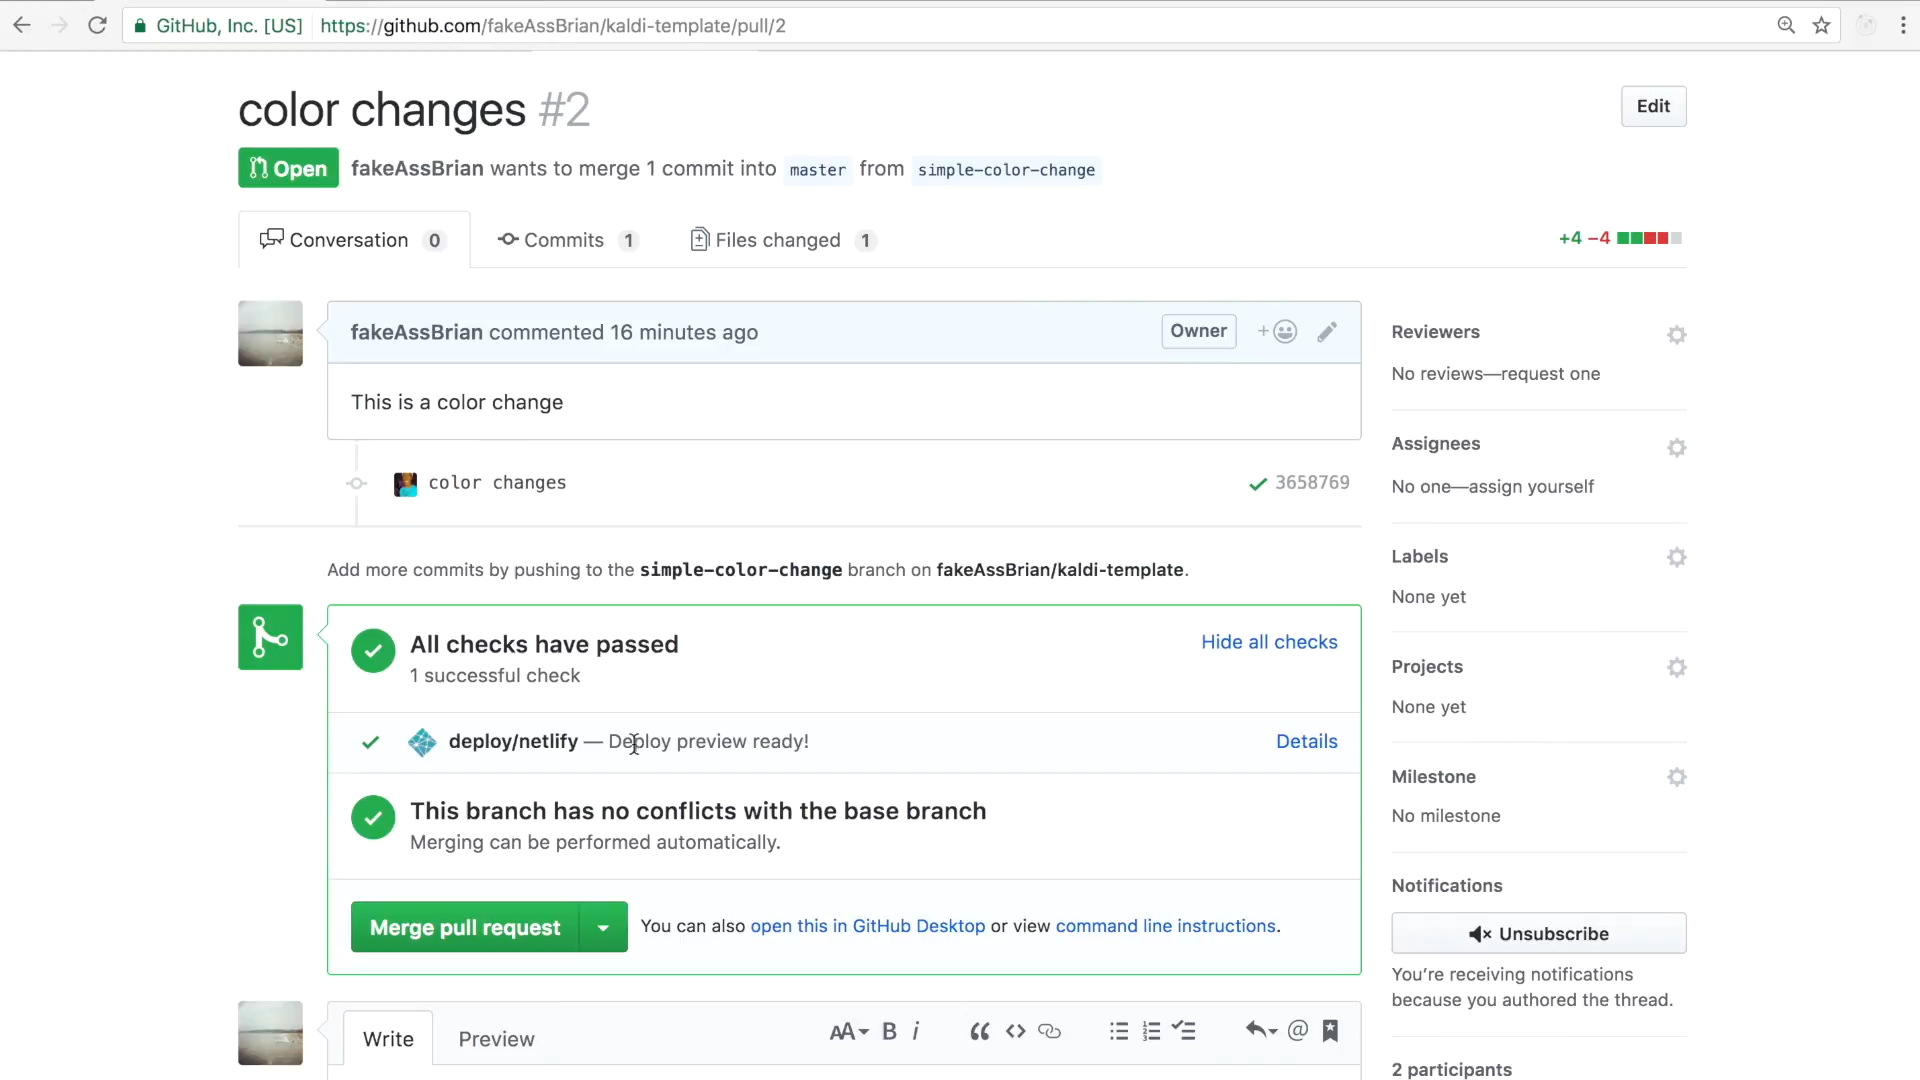 GitHub, Inc. [US] https://github.com/fakeAssBrian/kaldi-template/pull/2
color changes #2
Edit
Open fakeAssBrian wants to merge 1 commit into master from simple-color-change
Conversation 0 Commits 1 Files changed 1 +4 −4
fakeAssBrian commented 16 minutes ago Owner +
This is a color change
color changes 3658769
Add more commits by pushing to the simple-color-change branch on fakeAssBrian/kaldi-template.
All checks have passed Hide all checks
1 successful check
deploy/netlify — Deploy preview ready! Details
This branch has no conflicts with the base branch
Merging can be performed automatically.
Merge pull request You can also open this in GitHub Desktop or view command line instructions.
Write Preview AA B i
Reviewers
No reviews—request one
Assignees
No one—assign yourself
Labels
None yet
Projects
None yet
Milestone
No milestone
Notifications
Unsubscribe
You’re receiving notifications
because you authored the thread.
2 participants